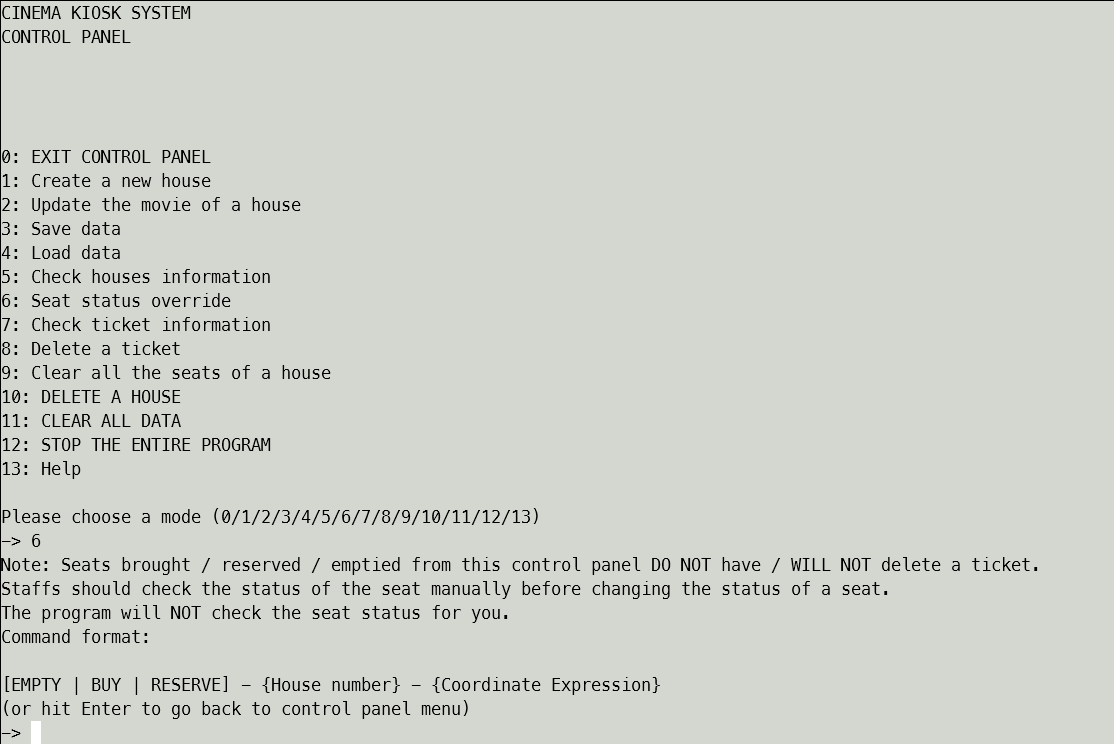 CINEMA KIOSK SYSTEM
CONTROL PANEL
0: EXIT CONTROL PANEL
1: Create a new house
2: Update the movie of a house
3: Save data
4: Load data
5: Check houses information
6: Seat status override
7: Check ticket information
8: Delete a ticket
9: Clear all the seats of a house
10: DELETE A HOUSE
11: CLEAR ALL DATA
12: STOP THE ENTIRE PROGRAM
13: Help
Please choose a mode (0/1/2/3/4/5/6/7/8/9/10/11/12/13)
-> 6
Note: Seats brought / reserved / emptied from this control panel DO NOT have / WILL NOT delete a ticket.
Staffs should check the status of the seat manually before changing the status of a seat.
The program will NOT check the seat status for you.
Command format:
[EMPTY | BUY | RESERVE] - {House number} - {Coordinate Expression}
(or hit Enter to go back to control panel menu)
->